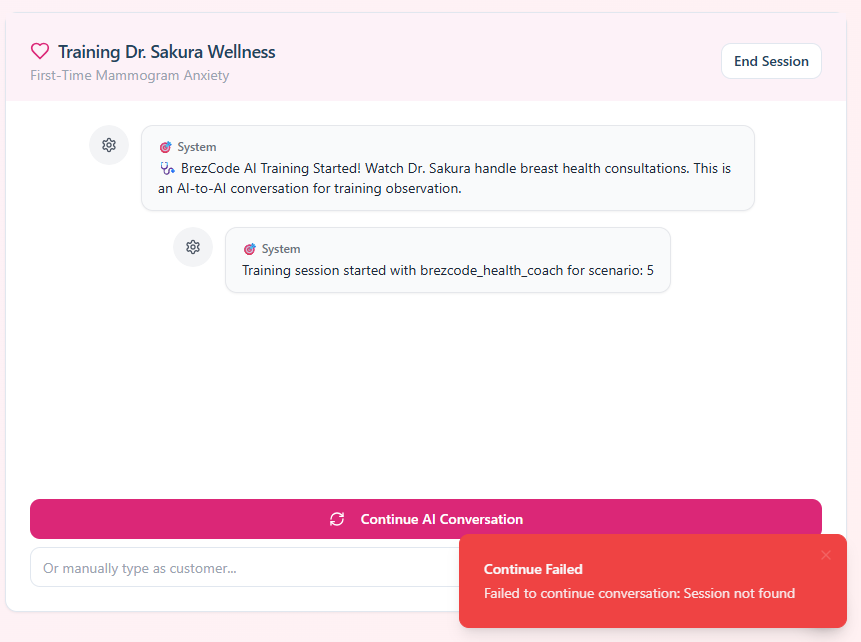 Training Dr. Sakura Wellness
First-Time Mammogram Anxiety
End Session
System
BrezCode AI Training Started! Watch Dr. Sakura handle breast health consultations. This is
an AI-to-AI conversation for training observation.
System
Training session started with brezcode_health_coach for scenario: 5
Continue AI Conversation
Or manually type as customer...
Continue Failed
Failed to continue conversation: Session not found